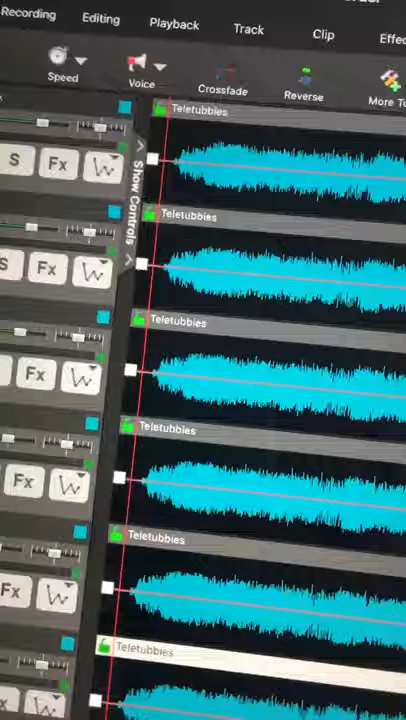 Recording Editing Playback Track Clip
Speed Voice Crossfade Reverse
Teletubbies
S Fx
Show Controls
Teletubbies
S Fx
Teletubbies
Fx
Teletubbies
Fx
Teletubbies
Fx
Teletubbies